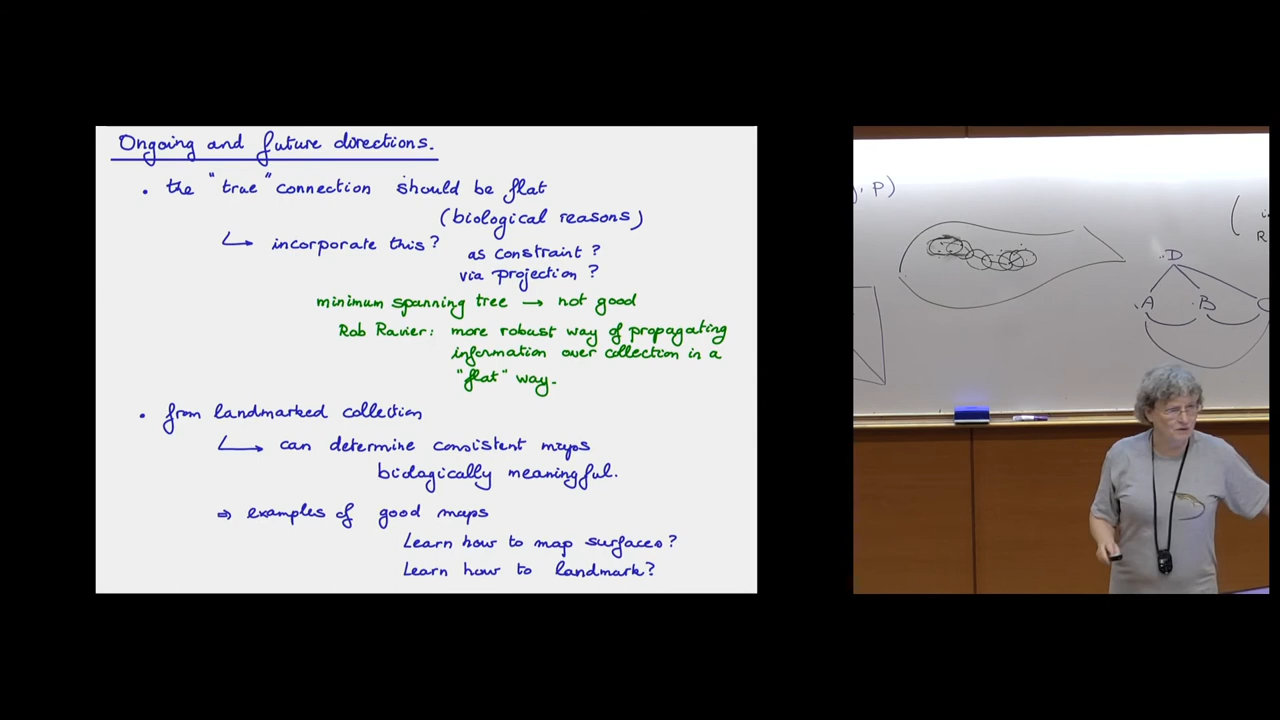 Ongoing and future directions.
• the "true" connection should be flat
(biological reasons)
↳ incorporate this? as constraint?
via projection?
minimum spanning tree → not good
Rob Ravier: more robust way of propagating
information over collection in a
"flat" way.
• from landmarked collection
↳ can determine consistent maps
biologically meaningful.
⇒ examples of good maps
Learn how to map surfaces?
Learn how to landmark?
P)
D
A B C
R